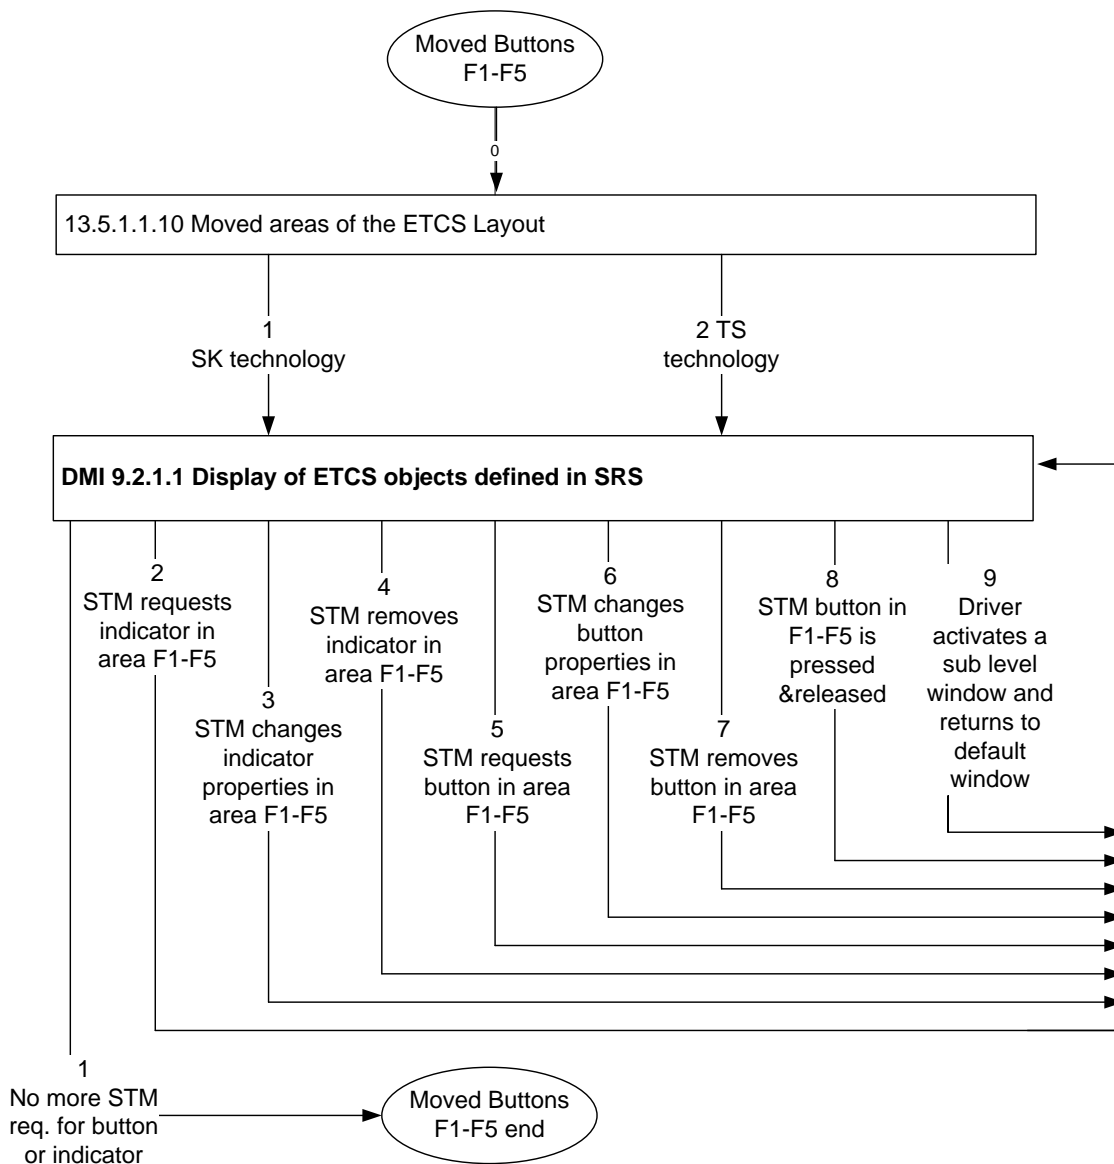 Moved Buttons
F1-F5
0
13.5.1.1.10 Moved areas of the ETCS Layout
1
SK technology
2 TS
technology
DMI 9.2.1.1 Display of ETCS objects defined in SRS
2
STM requests
indicator in
area F1-F5
3
STM changes
indicator
properties in
area F1-F5
4
STM removes
indicator in
area F1-F5
5
STM requests
button in area
F1-F5
6
STM changes
button
properties in
area F1-F5
7
STM removes
button in area
F1-F5
8
STM button in
F1-F5 is
pressed
&released
9
Driver
activates a
sub level
window and
returns to
default
window
1
No more STM
req. for button
or indicator
Moved Buttons
F1-F5 end